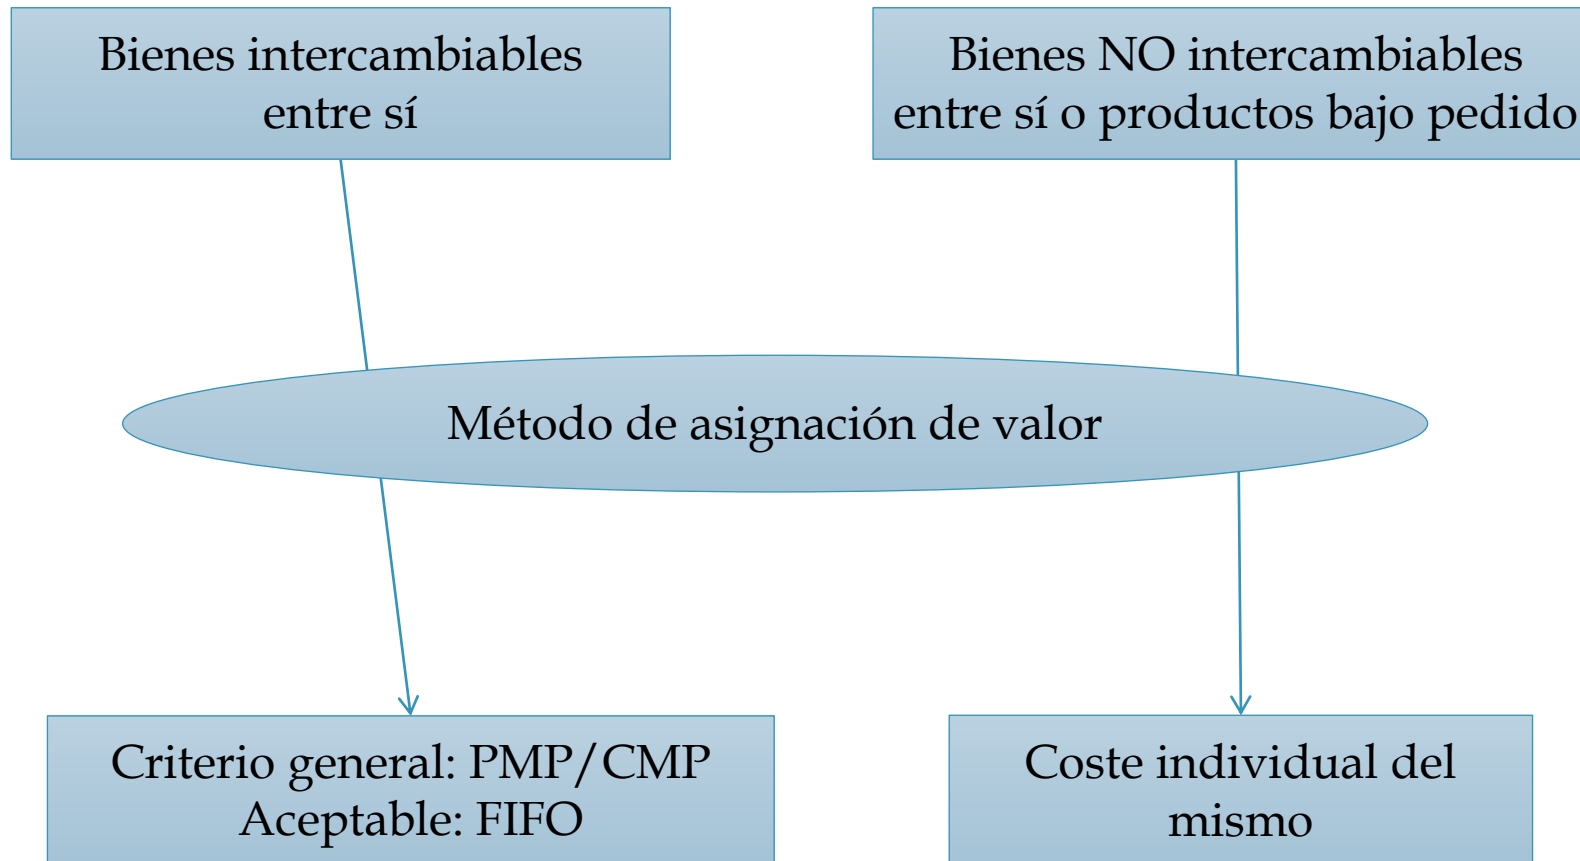 Bienes intercambiables
entre sí
Bienes NO intercambiables
entre sí o productos bajo pedido
Método de asignación de valor
Criterio general: PMP/CMP
Aceptable: FIFO
Coste individual del
mismo